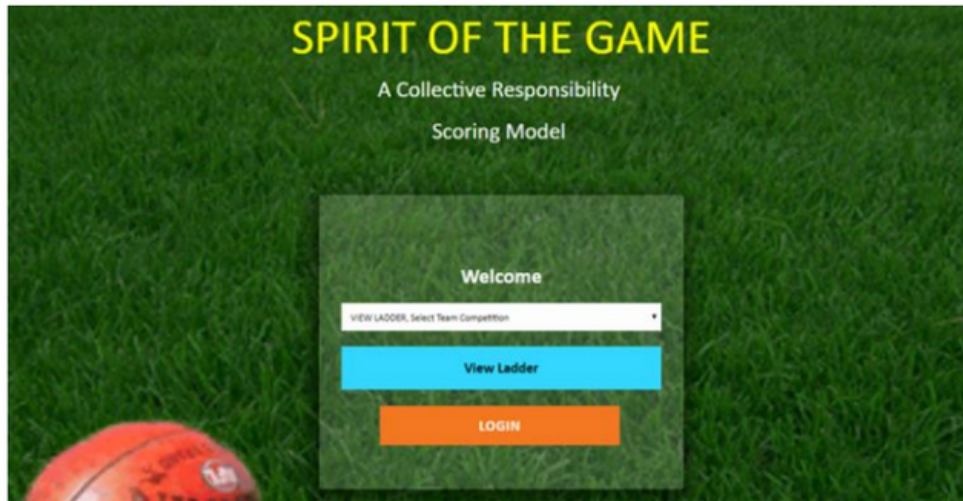 SPIRIT OF THE GAME
A Collective Responsibility
Scoring Model
Welcome
VIEW LADDER, Select Team Competition
View Ladder
LOGIN